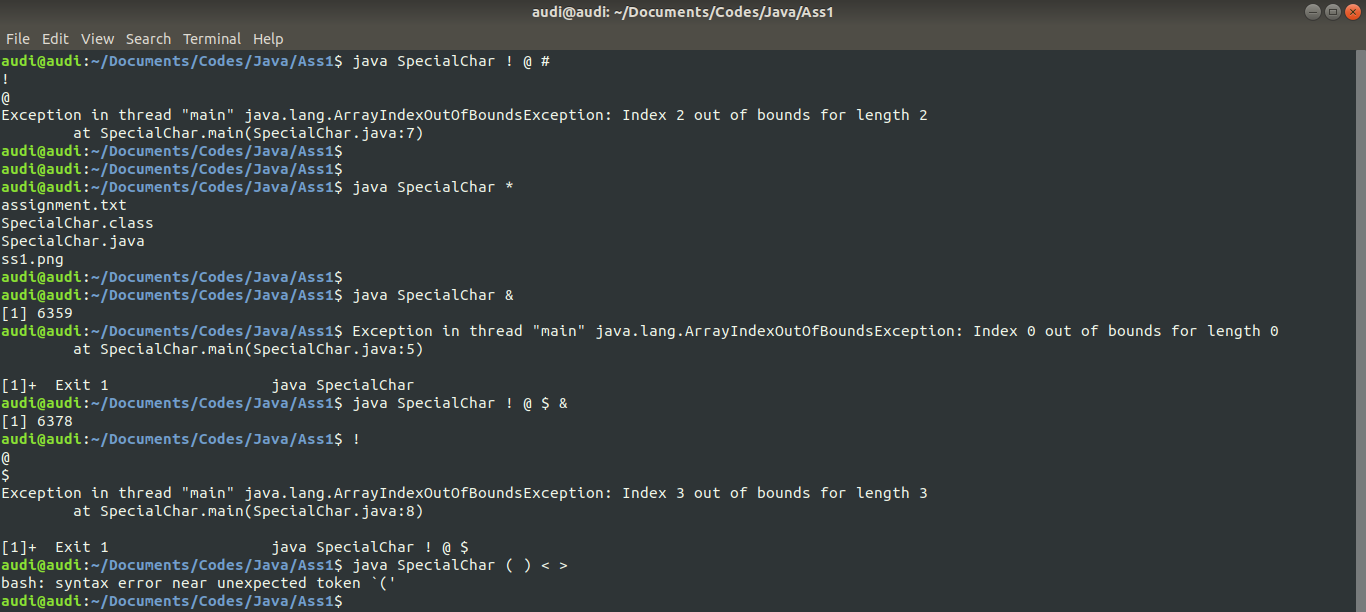 audi@audi: ~/Documents/Codes/Java/Ass1
File Edit View Search Terminal Help
audi@audi:~/Documents/Codes/Java/Ass1$ java SpecialChar ! @ #
!
@
Exception in thread "main" java.lang.ArrayIndexOutOfBoundsException: Index 2 out of bounds for length 2
        at SpecialChar.main(SpecialChar.java:7)
audi@audi:~/Documents/Codes/Java/Ass1$
audi@audi:~/Documents/Codes/Java/Ass1$
audi@audi:~/Documents/Codes/Java/Ass1$ java SpecialChar *
assignment.txt
SpecialChar.class
SpecialChar.java
ss1.png
audi@audi:~/Documents/Codes/Java/Ass1$
audi@audi:~/Documents/Codes/Java/Ass1$ java SpecialChar &
[1] 6359
audi@audi:~/Documents/Codes/Java/Ass1$ Exception in thread "main" java.lang.ArrayIndexOutOfBoundsException: Index 0 out of bounds for length 0
        at SpecialChar.main(SpecialChar.java:5)

[1]+  Exit 1                  java SpecialChar
audi@audi:~/Documents/Codes/Java/Ass1$ java SpecialChar ! @ $ &
[1] 6378
audi@audi:~/Documents/Codes/Java/Ass1$ !
@
$
Exception in thread "main" java.lang.ArrayIndexOutOfBoundsException: Index 3 out of bounds for length 3
        at SpecialChar.main(SpecialChar.java:8)

[1]+  Exit 1                  java SpecialChar ! @ $
audi@audi:~/Documents/Codes/Java/Ass1$ java SpecialChar ( ) < >
bash: syntax error near unexpected token `('
audi@audi:~/Documents/Codes/Java/Ass1$